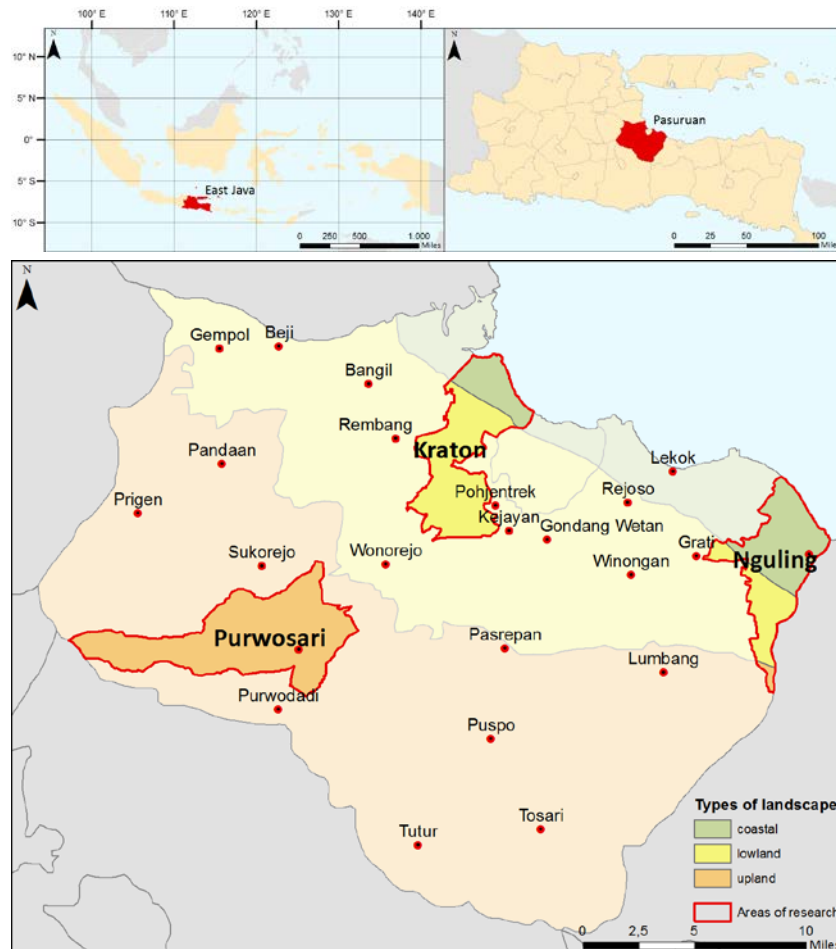 100° E 110° E 120° E 130° E 140° E
N
10° N
5° N
0°
5° S
10° S
East Java
0 250 500 1.000
Miles
N
Pasuruan
0 25 50 100
Miles
N
Gempol
Beji
Bangil
Rembang
Kraton
Pandaan
Lekok
Prigen
Pohjentrek
Rejoso
Kejayan
Gondang Wetan
Grati
Nguling
Sukorejo
Wonorejo
Winongan
Purwosari
Pasrepan
Lumbang
Purwodadi
Puspo
Tosari
Tutur
Types of landscape
coastal
lowland
upland
Areas of research
0 2,5 5 10
Miles